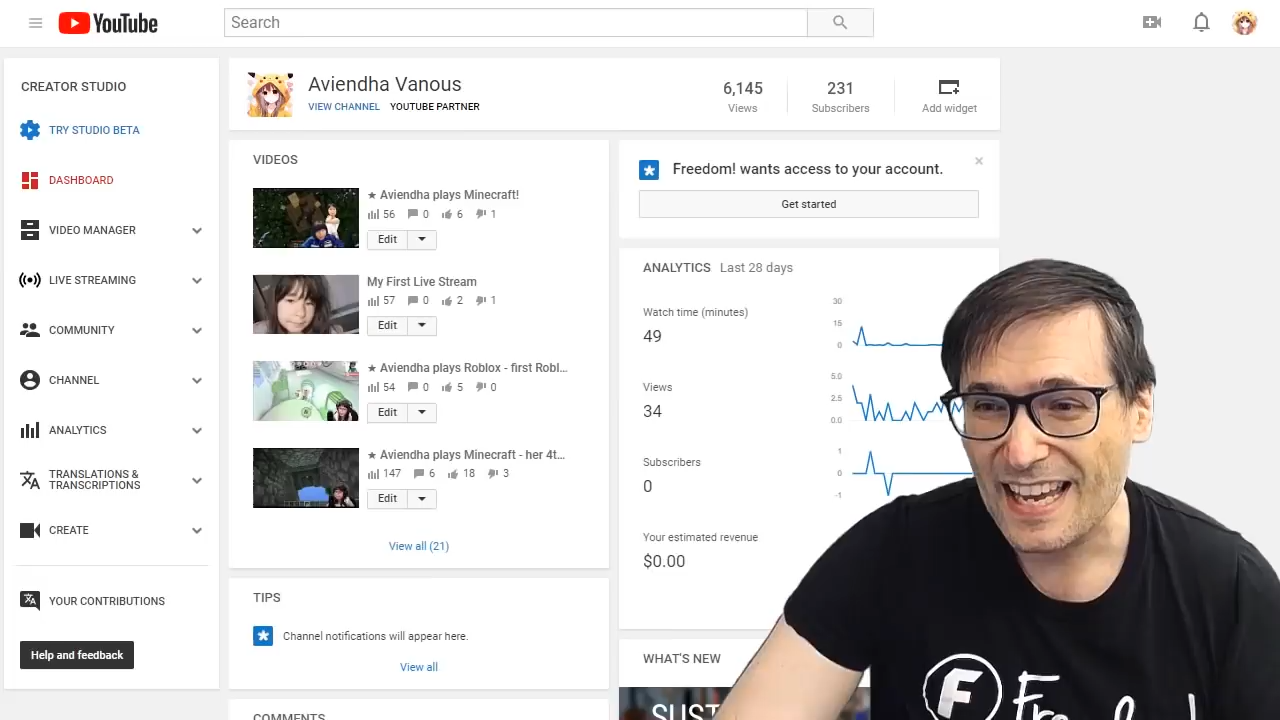 YouTube
Search
CREATOR STUDIO
TRY STUDIO BETA
DASHBOARD
VIDEO MANAGER
LIVE STREAMING
COMMUNITY
CHANNEL
ANALYTICS
TRANSLATIONS &
TRANSCRIPTIONS
CREATE
YOUR CONTRIBUTIONS
Help and feedback
Aviendha Vanous
VIEW CHANNEL YOUTUBE PARTNER
6,145
Views
231
Subscribers
Add widget
VIDEOS
★ Aviendha plays Minecraft!
56 0 6 1
Edit
My First Live Stream
57 0 2 1
Edit
★ Aviendha plays Roblox - first Robl...
54 0 5 0
Edit
★ Aviendha plays Minecraft - her 4t...
147 6 18 3
Edit
View all (21)
TIPS
Channel notifications will appear here.
View all
COMMENTS
Freedom! wants access to your account.
×
Get started
ANALYTICS Last 28 days
Watch time (minutes)
49
30
15
0
Views
34
5.0
2.5
0.0
Subscribers
0
1
0
-1
Your estimated revenue
$0.00
WHAT'S NEW
SUST
F